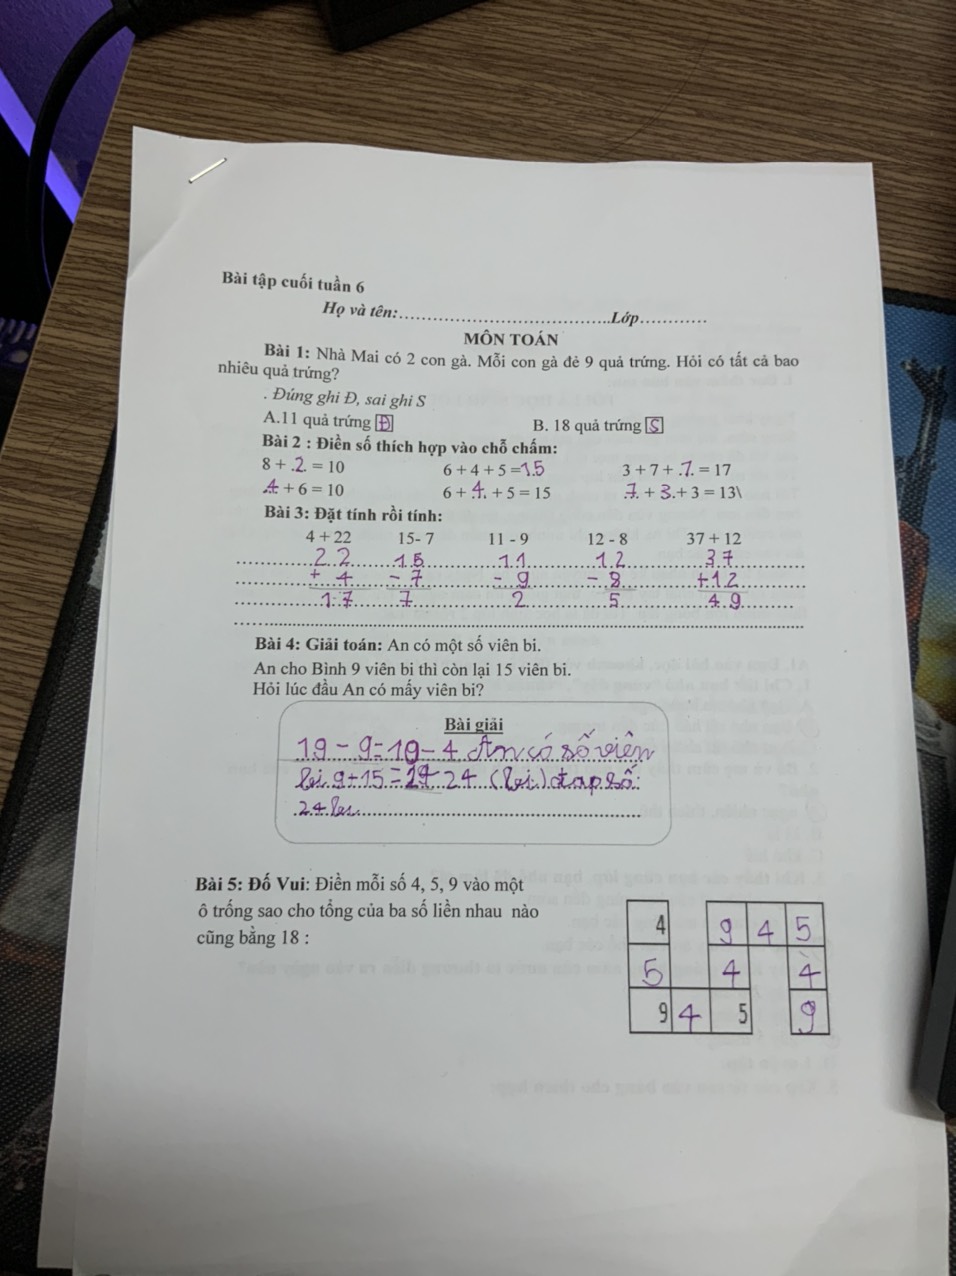 Bài tập cuối tuần 6
Họ và tên:.......................................Lớp............
MÔN TOÁN
Bài 1: Nhà Mai có 2 con gà. Mỗi con gà đẻ 9 quả trứng. Hỏi có tất cả bao
nhiêu quả trứng?
. Đúng ghi Đ, sai ghi S
A.11 quả trứng Đ B. 18 quả trứng S
Bài 2 : Điền số thích hợp vào chỗ chấm:
8 + .2. = 10 6 + 4 + 5 =15 3 + 7 + .7. = 17
.4. + 6 = 10 6 + .4. + 5 = 15 .7. + 3.+ 3 = 13\
Bài 3: Đặt tính rồi tính:
4 + 22 15- 7 11 - 9 12 - 8 37 + 12
22 15 11 12 37
+ 4 - 7 - 9 - 8 +12
17 7 2 5 49
Bài 4: Giải toán: An có một số viên bi.
An cho Bình 9 viên bi thì còn lại 15 viên bi.
Hỏi lúc đầu An có mấy viên bi?
Bài giải
19 - 9 = 10 - 4 An có số viên
bi 9 + 15 = 24 (bi) đáp số:
24 bi
Bài 5: Đố Vui: Điền mỗi số 4, 5, 9 vào một
ô trống sao cho tổng của ba số liền nhau nào
cũng bằng 18 :
4 9 4 5
5 4 4
9 4 5 9